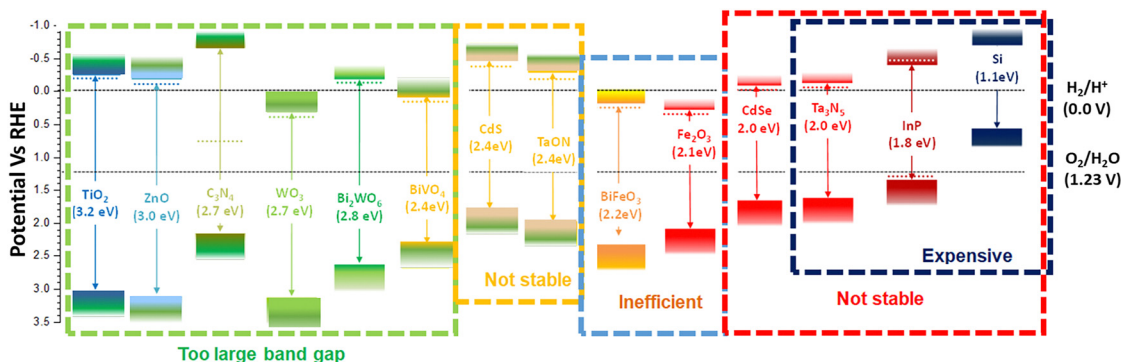 Potential Vs RHE
-1.0
-0.5
0.0
0.5
1.0
1.5
2.0
2.5
3.0
3.5
TiO₂
(3.2 eV)
ZnO
(3.0 eV)
C₃N₄
(2.7 eV)
WO₃
(2.7 eV)
Bi₂WO₆
(2.8 eV)
BiVO₄
(2.4eV)
CdS
(2.4eV)
TaON
(2.4eV)
BiFeO₃
(2.2eV)
Fe₂O₃
(2.1eV)
CdSe
2.0 eV)
Ta₃N₅
(2.0 eV)
InP
(1.8 eV)
Si
(1.1eV)
H₂/H⁺
(0.0 V)
O₂/H₂O
(1.23 V)
Too large band gap
Not stable
Inefficient
Not stable
Expensive